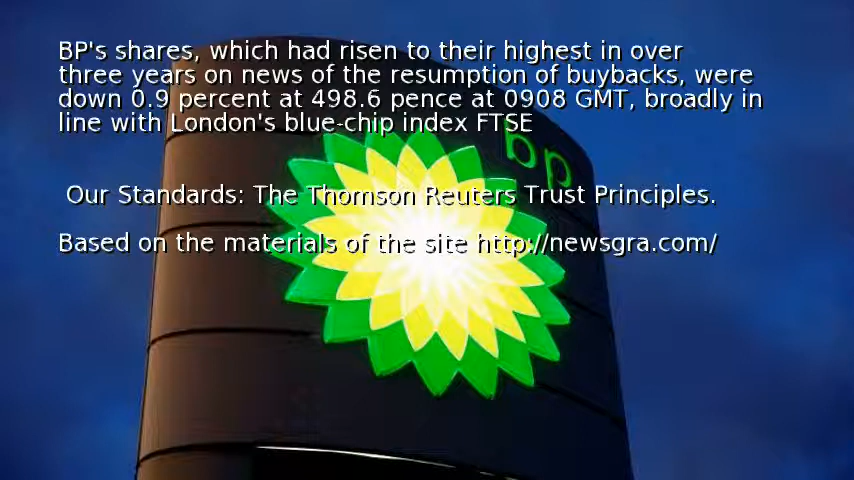 BP's shares, which had risen to their highest in over
three years on news of the resumption of buybacks, were
down 0.9 percent at 498.6 pence at 0908 GMT, broadly in
line with London's blue-chip index FTSE
bp
Our Standards: The Thomson Reuters Trust Principles.
Based on the materials of the site http://newsgra.com/